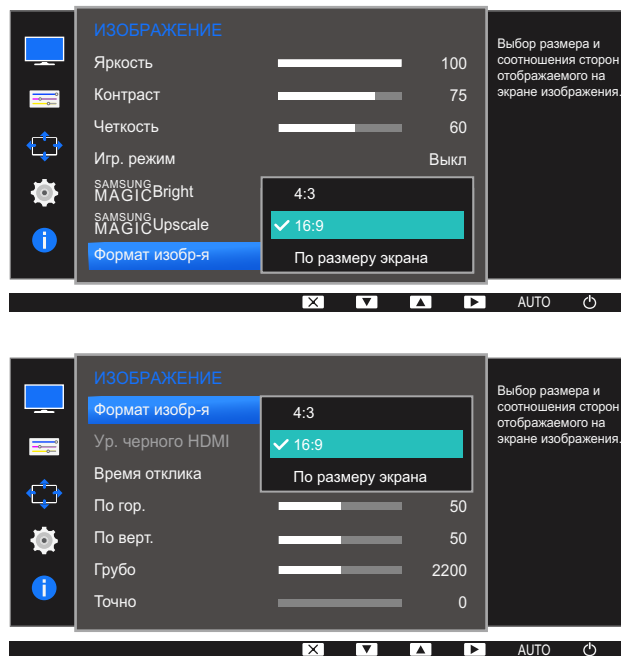 ИЗОБРАЖЕНИЕ
Яркость 100
Контраст 75
Четкость 60
Игр. режим Выкл
SAMSUNG
MAGICBright
SAMSUNG
MAGICUpscale
Формат изобр-я
4:3
16:9
По размеру экрана
Выбор размера и
соотношения сторон
отображаемого на
экране изображения.
AUTO
ИЗОБРАЖЕНИЕ
Формат изобр-я
Ур. черного HDMI
Время отклика
4:3
16:9
По размеру экрана
По гор. 50
По верт. 50
Грубо 2200
Точно 0
Выбор размера и
соотношения сторон
отображаемого на
экране изображения.
AUTO